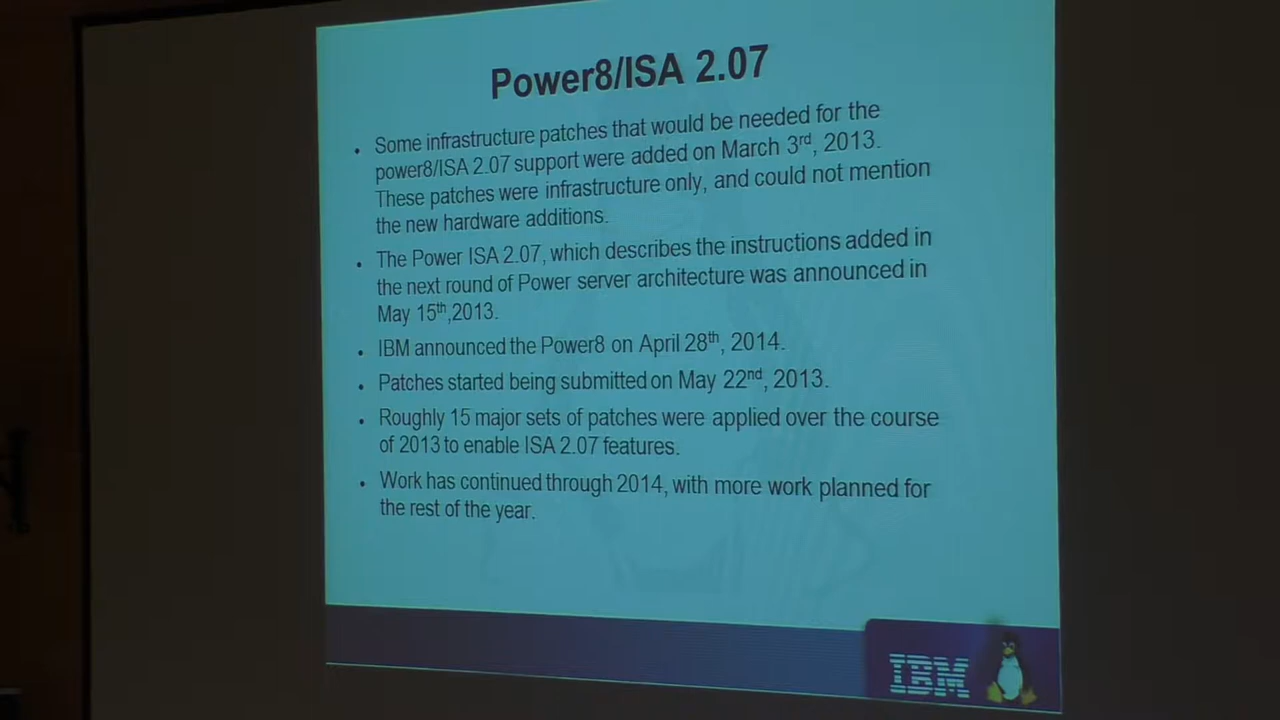 Power8/ISA 2.07
• Some infrastructure patches that would be needed for the
power8/ISA 2.07 support were added on March 3rd, 2013.
These patches were infrastructure only, and could not mention
the new hardware additions.
• The Power ISA 2.07, which describes the instructions added in
the next round of Power server architecture was announced in
May 15th,2013.
• IBM announced the Power8 on April 28th, 2014.
• Patches started being submitted on May 22nd, 2013.
• Roughly 15 major sets of patches were applied over the course
of 2013 to enable ISA 2.07 features.
• Work has continued through 2014, with more work planned for
the rest of the year.
IBM